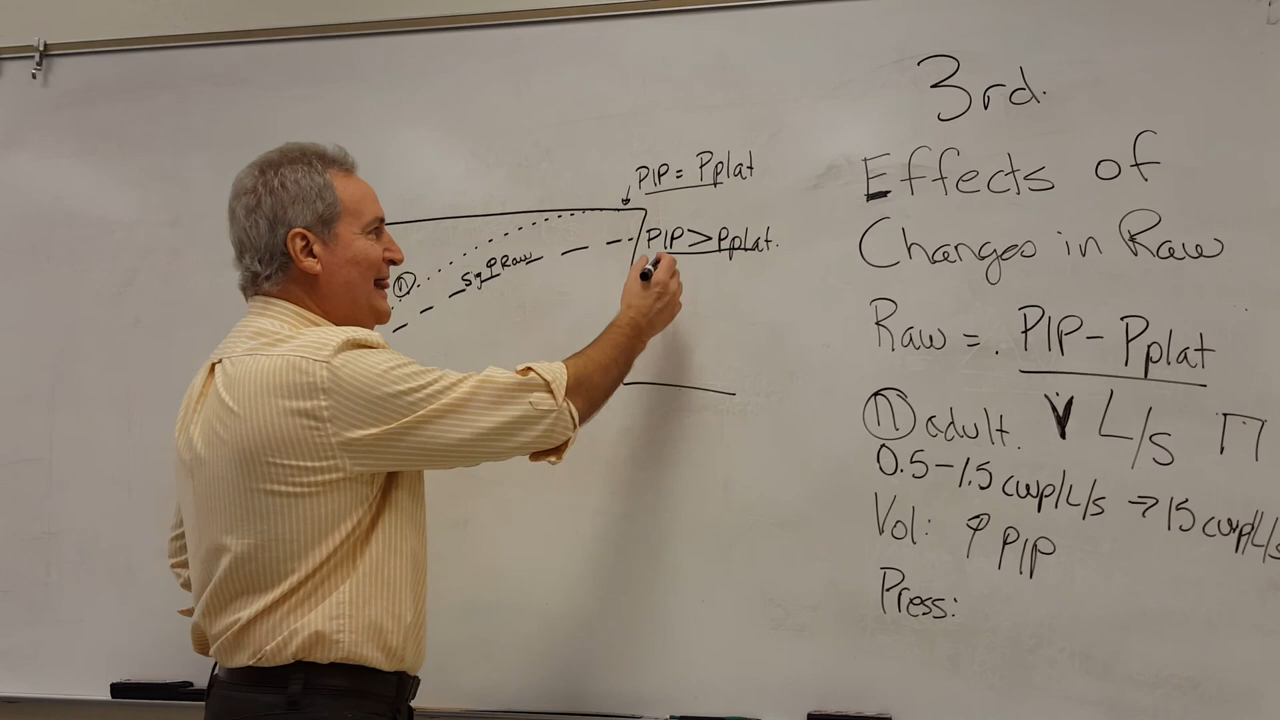 PIP = Pplat
PIP > Pplat.
n
Sig ↑ Raw
3rd.
Effects of
Changes in Raw
Raw = . PIP - Pplat
V̇ L/s ⊓
n adult.
0.5-1.5 cwp/L/s → 15 cwp/L/s
Vol: ↑ PIP
Press: